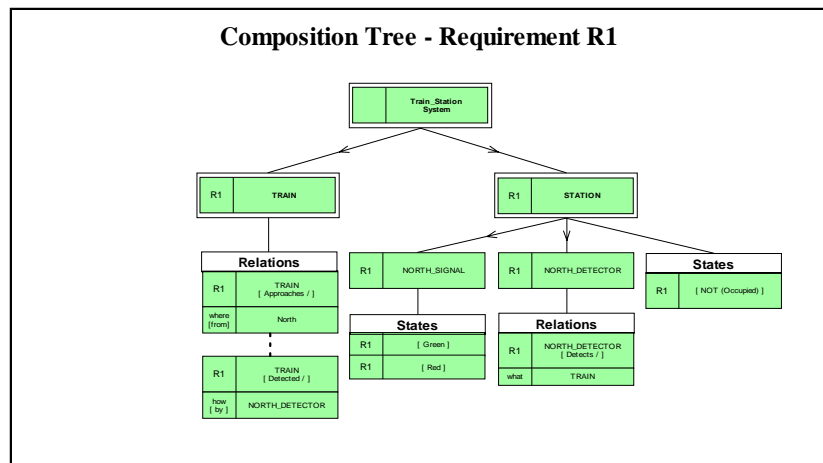 Composition Tree - Requirement R1
Train_Station
System
R1 TRAIN
R1 STATION
Relations
R1 TRAIN
[ Approaches / ]
where
[from] North
R1 TRAIN
[ Detected / ]
how
[ by ] NORTH_DETECTOR
R1 NORTH_SIGNAL
States
R1 [ Green ]
R1 [ Red ]
R1 NORTH_DETECTOR
Relations
R1 NORTH_DETECTOR
[ Detects / ]
what TRAIN
States
R1 [ NOT (Occupied) ]